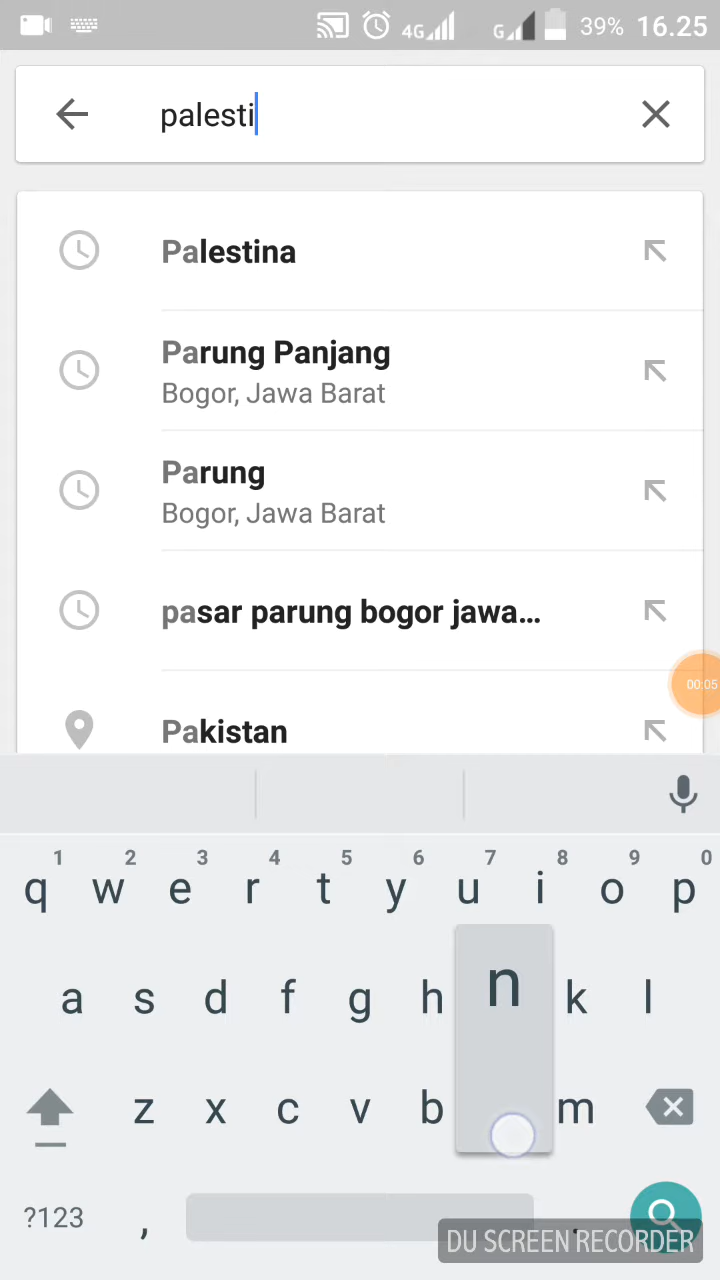 4G G 39% 16.25
palesti
Palestina
Parung Panjang
Bogor, Jawa Barat
Parung
Bogor, Jawa Barat
pasar parung bogor jawa...
00:05
Pakistan
1 2 3 4 5 6 7 8 9 0
q w e r t y u i o p
a s d f g h n k l
z x c v b m
?123 , .
DU SCREEN RECORDER